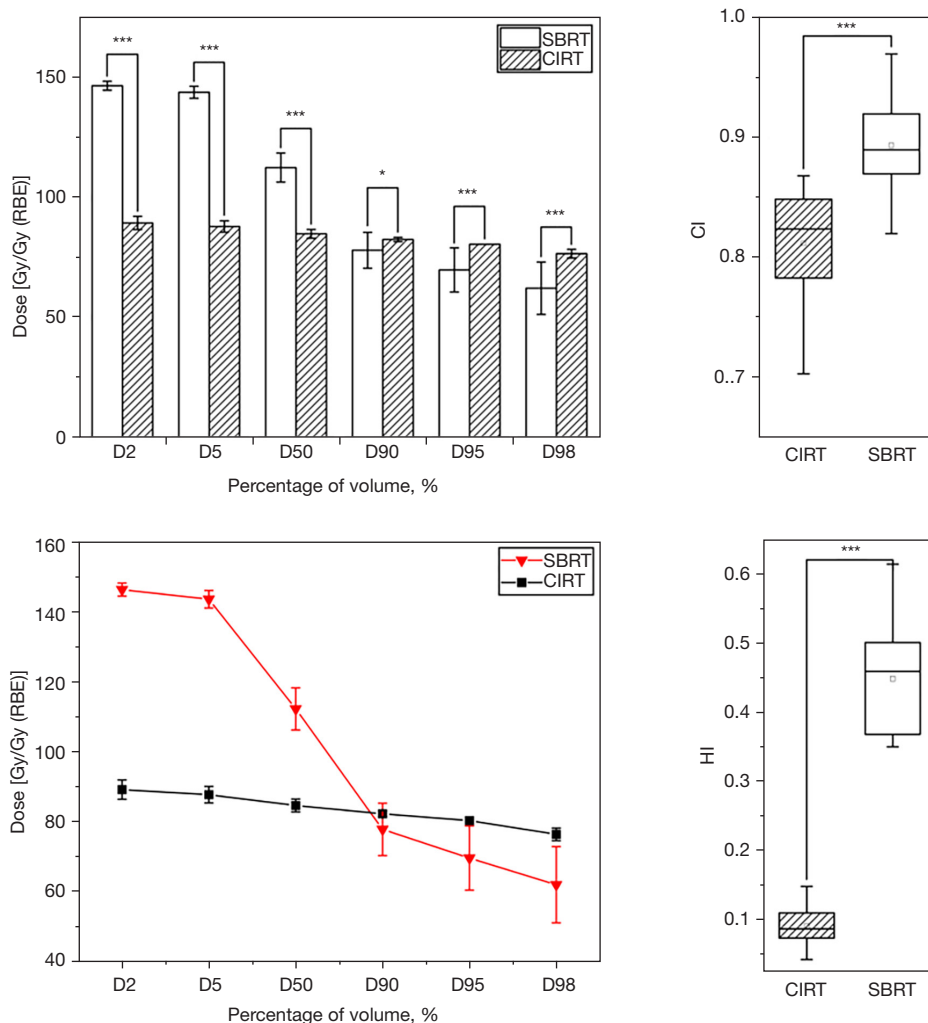 SBRT
CIRT
***
***
***
*
***
***
150
100
50
0
Dose [Gy/Gy (RBE)]
D2 D5 D50 D90 D95 D98
Percentage of volume, %
***
1.0
0.9
0.8
0..7
CI
CIRT SBRT
SBRT
CIRT
160
140
120
100
80
60
40
Dose [Gy/Gy (RBE)]
D2 D5 D50 D90 D95 D98
Percentage of volume, %
***
0.6
0.5
0.4
0.3
0.2
0.1
HI
CIRT SBRT